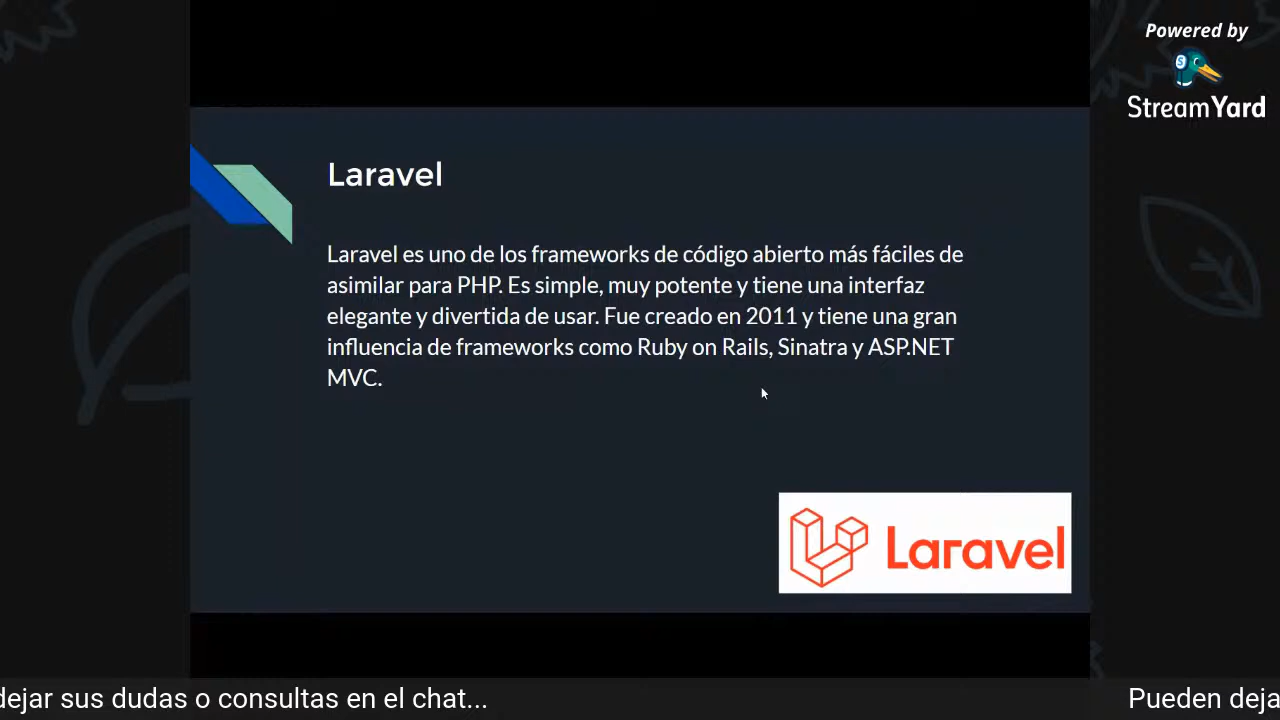 Powered by
StreamYard
Laravel
Laravel es uno de los frameworks de código abierto más fáciles de
asimilar para PHP. Es simple, muy potente y tiene una interfaz
elegante y divertida de usar. Fue creado en 2011 y tiene una gran
influencia de frameworks como Ruby on Rails, Sinatra y ASP.NET
MVC.
Laravel
dejar sus dudas o consultas en el chat... Pueden deja